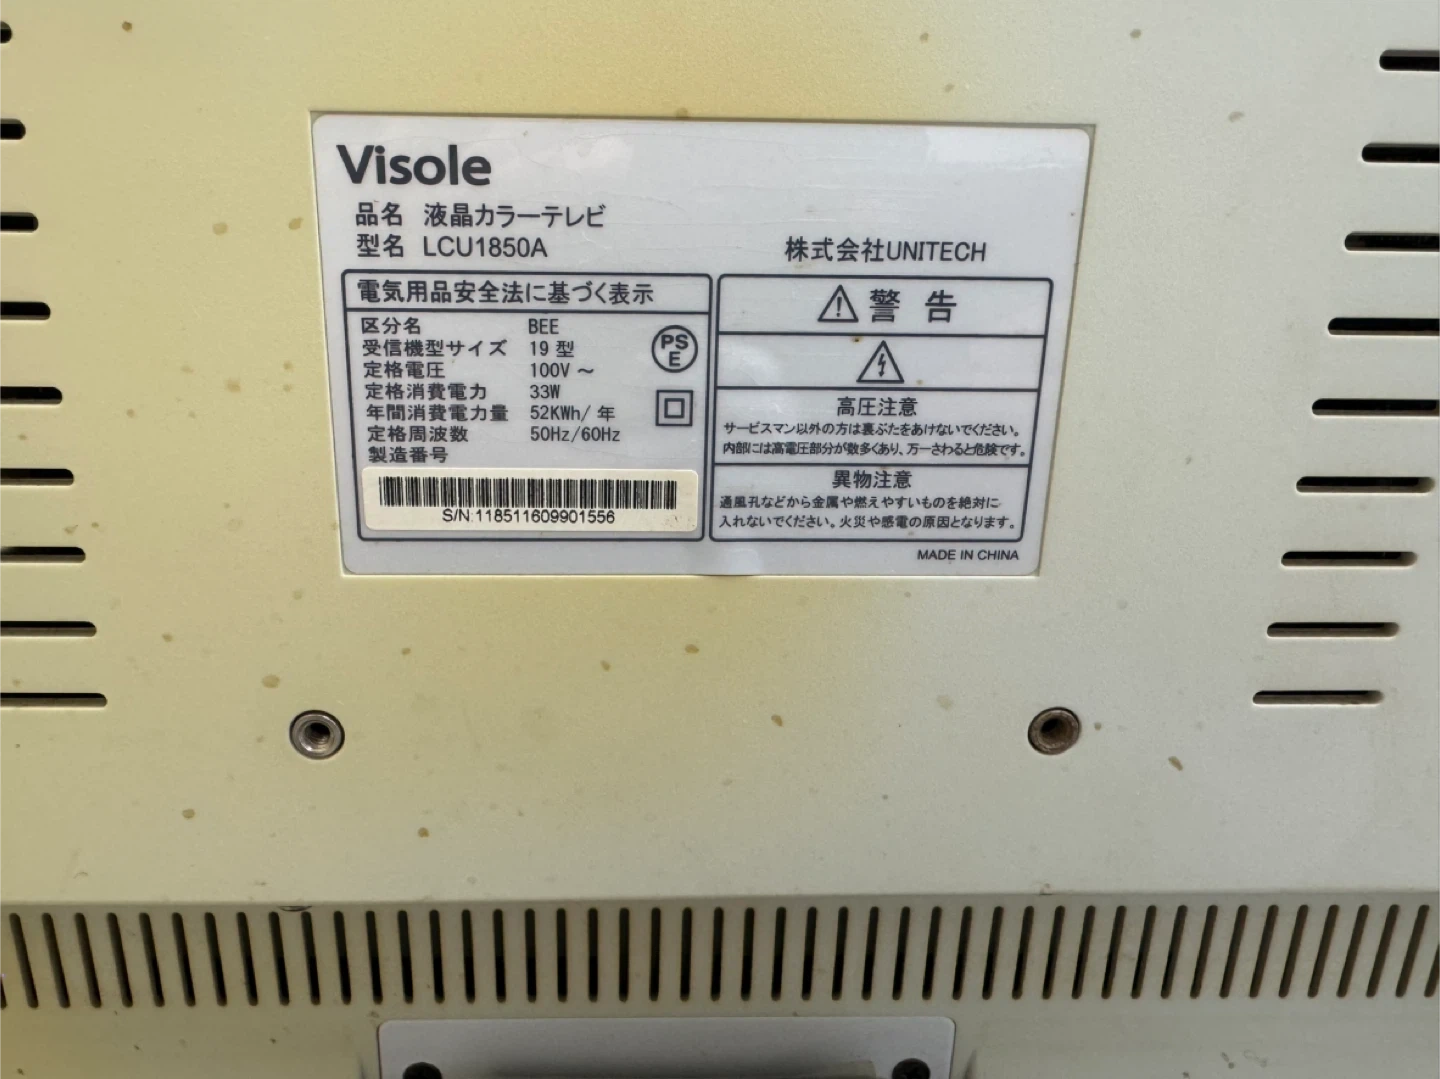 Visole
品名 液晶カラーテレビ
型名 LCU1850A
株式会社UNITECH
電気用品安全法に基づく表示
区分名 BEE
受信機型サイズ 19型
定格電圧 100V～
定格消費電力 33W
年間消費電力量 52KWh/年
定格周波数 50Hz/60Hz
製造番号
PS
E
S/N:118511609901556
警告
高圧注意
サービスマン以外の方は裏ぶたをあけないでください。
内部には高電圧部分が数多くあり、万一さわると危険です。
異物注意
通風孔などから金属や燃えやすいものを絶対に
入れないでください。火災や感電の原因となります。
MADE IN CHINA